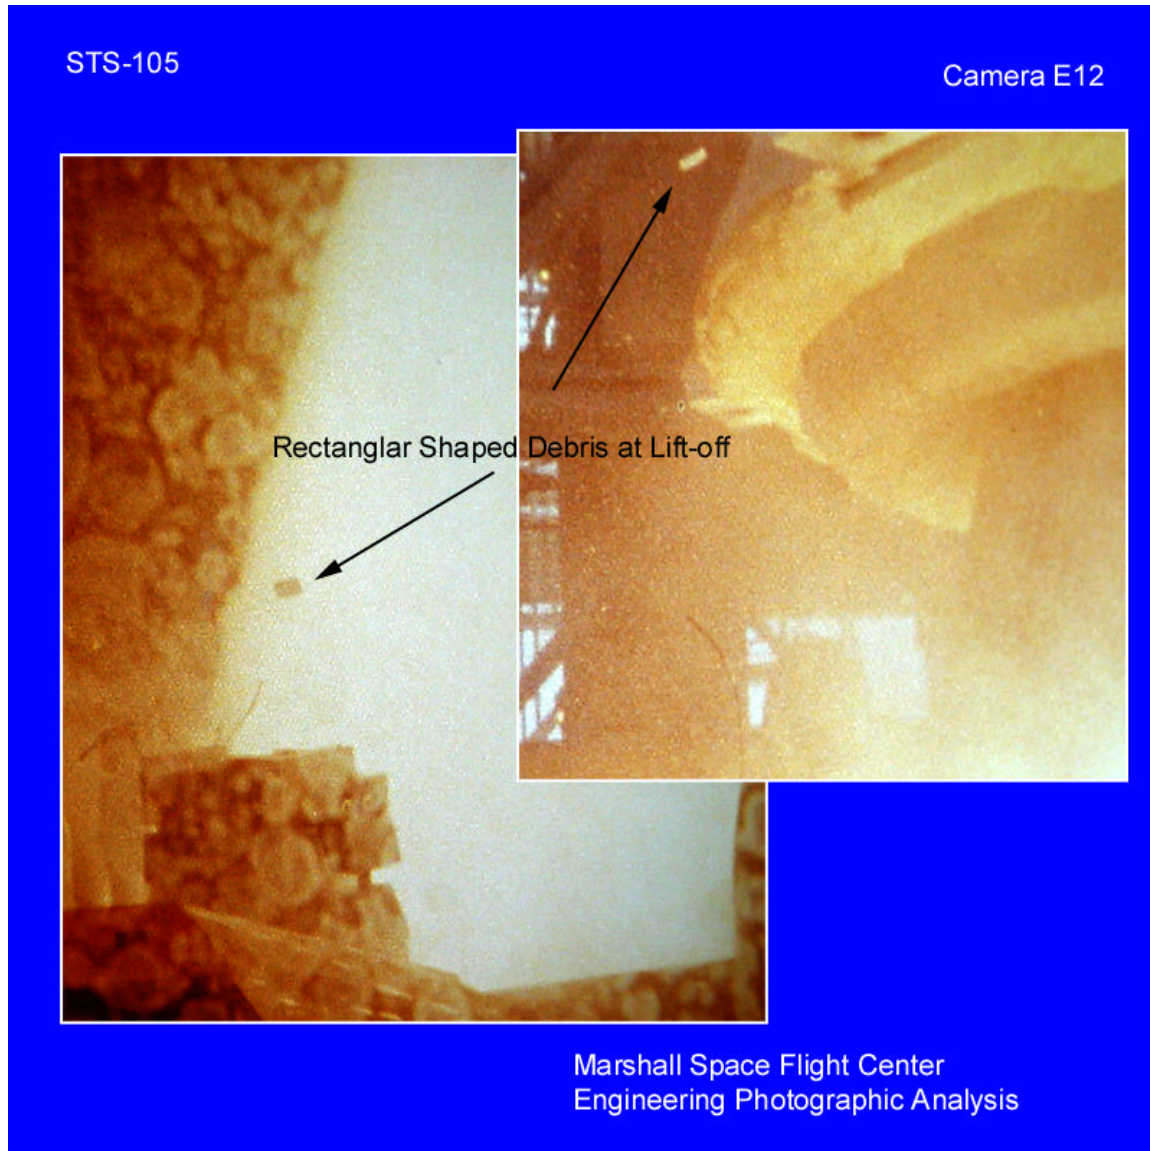 STS-105
Camera E12
Rectanglar Shaped Debris at Lift-off
Marshall Space Flight Center
Engineering Photographic Analysis